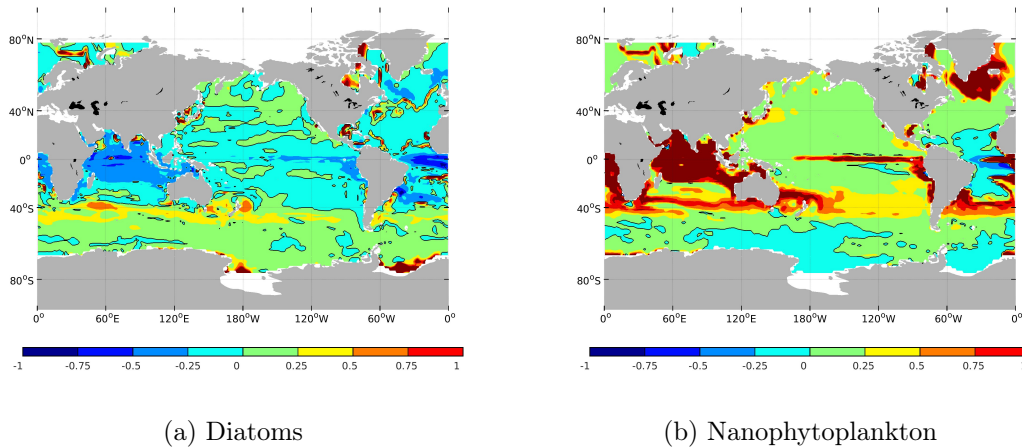 80°N
40°N
0°
40°S
80°S
0° 60°E 120°E 180°W 120°W 60°W 0°
-1 -0.75 -0.5 -0.25 0 0.25 0.5 0.75 1
(a) Diatoms
80°N
40°N
0°
40°S
80°S
0° 60°E 120°E 180°W 120°W 60°W 0°
-1 -0.75 -0.5 -0.25 0 0.25 0.5 0.75
(b) Nanophytoplankton